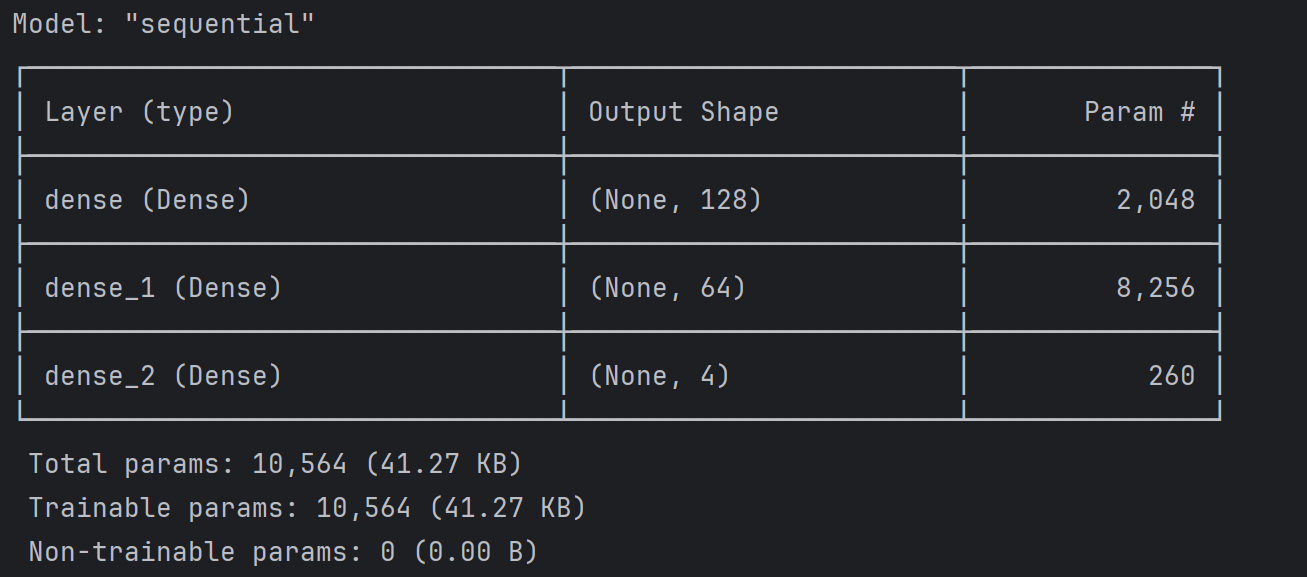 Model: "sequential"
Layer (type) Output Shape Param #
dense (Dense) (None, 128) 2,048
dense_1 (Dense) (None, 64) 8,256
dense_2 (Dense) (None, 4) 260
Total params: 10,564 (41.27 KB)
Trainable params: 10,564 (41.27 KB)
Non-trainable params: 0 (0.00 B)